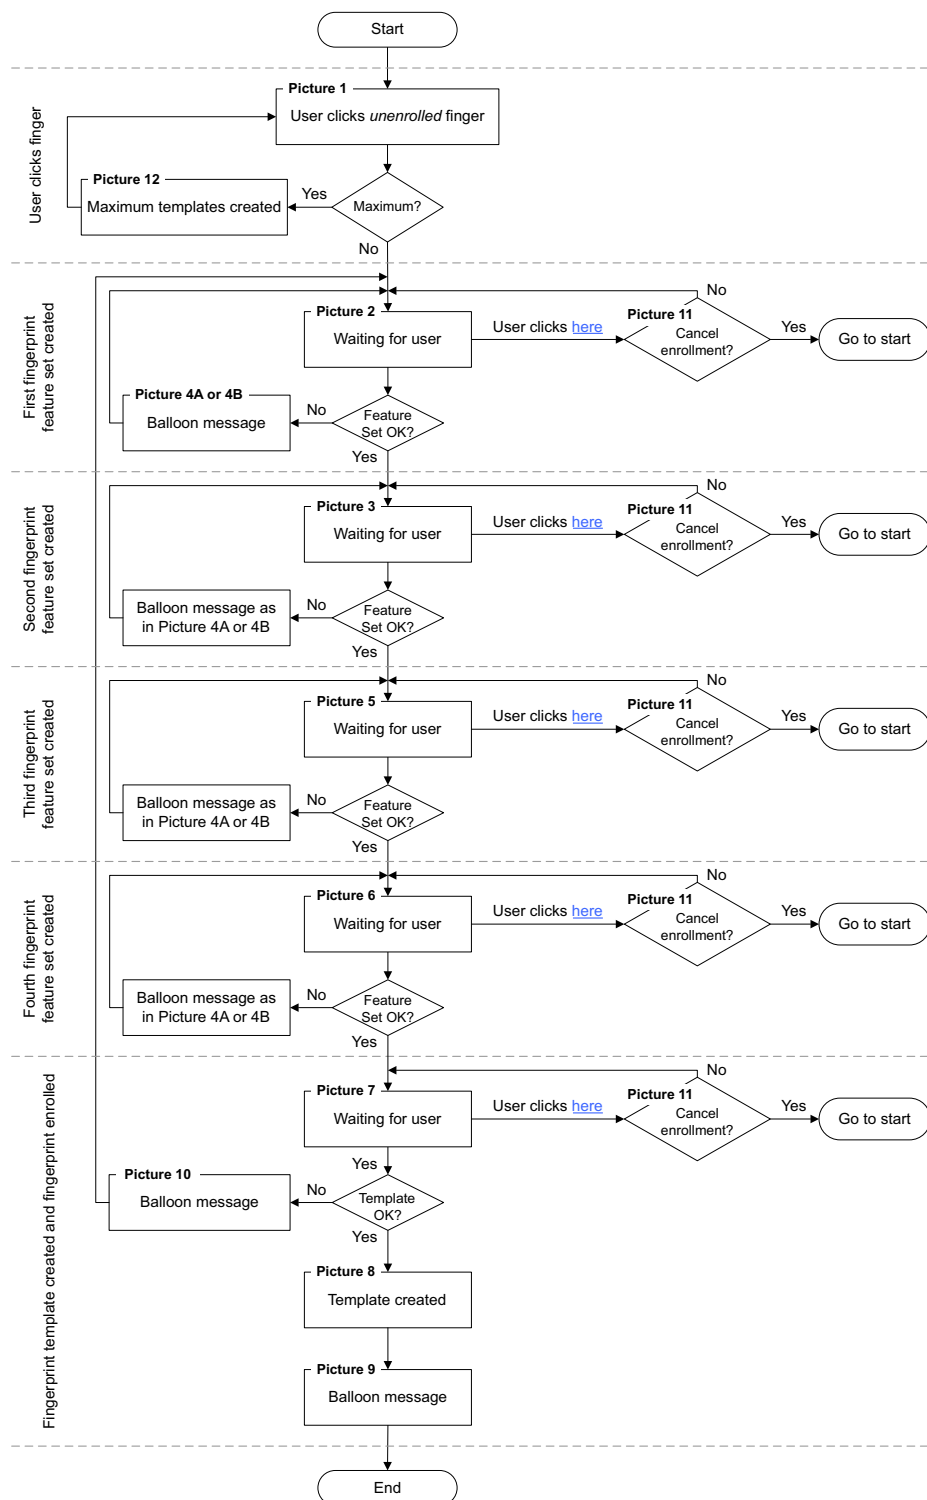 Start
User clicks finger
Picture 1
User clicks unenrolled finger
Picture 12
Maximum templates created
Yes
Maximum?
No
First fingerprint
feature set created
No
Picture 2
Waiting for user
User clicks here
Picture 11
Cancel
enrollment?
Yes
Go to start
Picture 4A or 4B
Balloon message
No
Feature
Set OK?
Yes
Second fingerprint
feature set created
No
Picture 3
Waiting for user
User clicks here
Picture 11
Cancel
enrollment?
Yes
Go to start
Balloon message as
in Picture 4A or 4B
No
Feature
Set OK?
Yes
Third fingerprint
feature set created
No
Picture 5
Waiting for user
User clicks here
Picture 11
Cancel
enrollment?
Yes
Go to start
Balloon message as
in Picture 4A or 4B
No
Feature
Set OK?
Yes
Fourth fingerprint
feature set created
No
Picture 6
Waiting for user
User clicks here
Picture 11
Cancel
enrollment?
Yes
Go to start
Balloon message as
in Picture 4A or 4B
No
Feature
Set OK?
Yes
Fingerprint template created and fingerprint enrolled
No
Picture 7
Waiting for user
User clicks here
Picture 11
Cancel
enrollment?
Yes
Go to start
Yes
Picture 10
Balloon message
No
Template
OK?
Yes
Picture 8
Template created
Picture 9
Balloon message
End